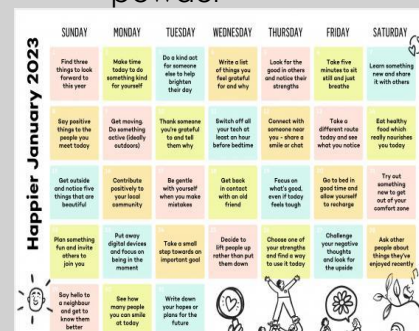 powder
Happier January 2023
SUNDAY MONDAY TUESDAY WEDNESDAY THURSDAY FRIDAY SATURDAY
Find three
things to look
forward to
this year
Make time
today to do
something kind
for yourself
Do a kind act
for someone
else to help
brighten
their day
Write a list
of things you
feel grateful
for and why
Look for the
good in others
and notice their
strengths
Take five
minutes to sit
still and just
breathe
Learn something
new and share
it with others
Say positive
things to the
people you
meet today
Get moving.
Do something
active (ideally
outdoors)
Thank someone
you're grateful
to and tell
them why
Switch off all
your tech at
least an hour
before bedtime
Connect with
someone near
you - share a
smile or chat
Take a
different route
today and see
what you notice
Eat healthy
food which
really nourishes
you today
Get outside
and notice five
things that are
beautiful
Contribute
positively to
your local
community
Be gentle
with yourself
when you make
mistakes
Get back
in contact
with an old
friend
Focus on
what's good,
even if today
feels tough
Go to bed in
good time and
allow yourself
to recharge
Try out
something
new to get
out of your
comfort zone
Plan something
fun and invite
others to
join you
Put away
digital devices
and focus on
being in the
moment
Take a small
step towards an
important goal
Decide to
lift people up
rather than put
them down
Choose one of
your strengths
and find a way
to use it today
Challenge
your negative
thoughts
and look for
the upside
Ask other
people about
things they've
enjoyed recently
Say hello to
a neighbour
and get to
know them
better
See how
many people
you can smile
at today
Write down
your hopes or
plans for the
future